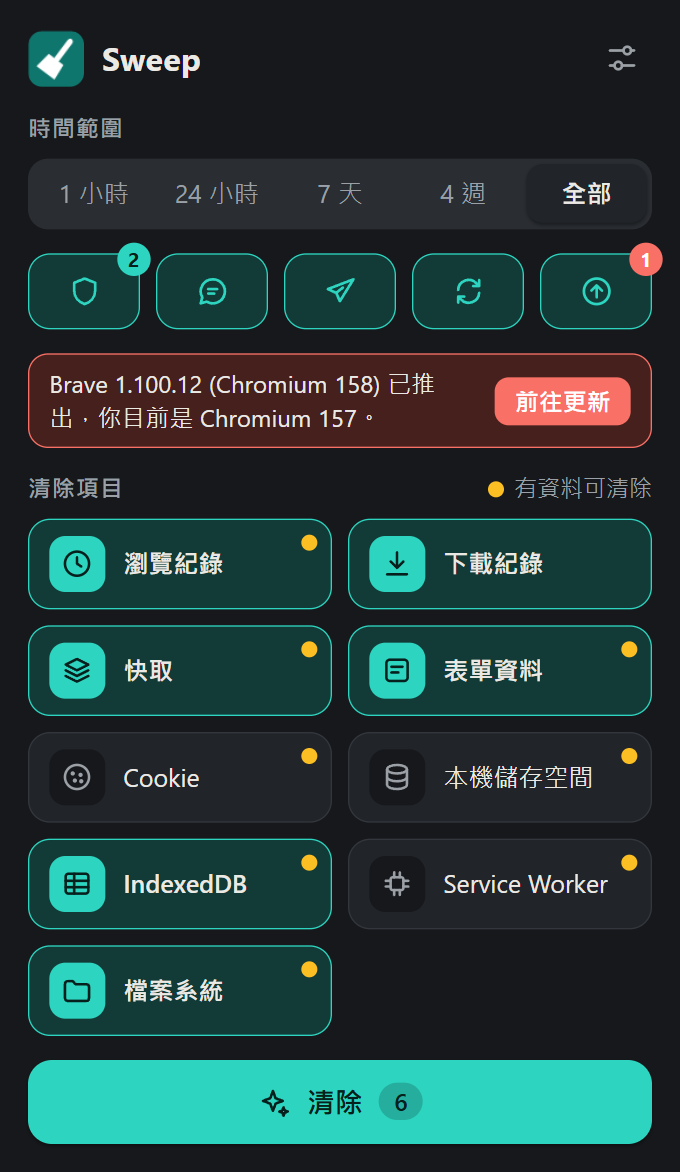 Sweep
時間範圍
1 小時 24 小時 7 天 4 週 全部
2 1
Brave 1.100.12 (Chromium 158) 已推
出，你目前是 Chromium 157。
前往更新
清除項目 有資料可清除
瀏覽紀錄 下載紀錄
快取 表單資料
Cookie 本機儲存空間
IndexedDB Service Worker
檔案系統
清除 6